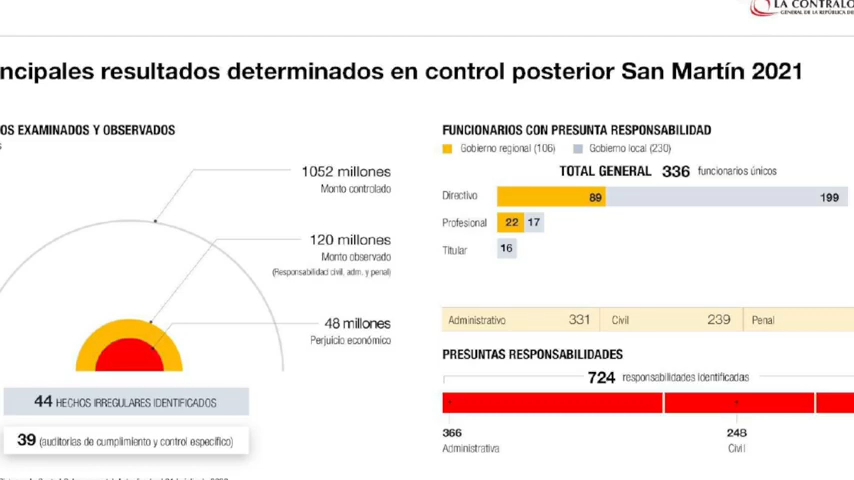 LA CONTRALO
GENERAL DE LA REPÚBLICA DE
ncipales resultados determinados en control posterior San Martín 2021
OS EXAMINADOS Y OBSERVADOS
s
1052 millones
Monto controlado
120 millones
Monto observado
(Responsabilidad civil, adm. y penal)
48 millones
Perjuicio económico
44 HECHOS IRREGULARES IDENTIFICADOS
39 (auditorías de cumplimiento y control específico)
FUNCIONARIOS CON PRESUNTA RESPONSABILIDAD
Gobierno regional (106) Gobierno local (230)
TOTAL GENERAL 336 funcionarios únicos
Directivo 89 199
Profesional 22 17
Titular 16
Administrativo 331 Civil 239 Penal
PRESUNTAS RESPONSABILIDADES
724 responsabilidades identificadas
366 248
Administrativa Civil